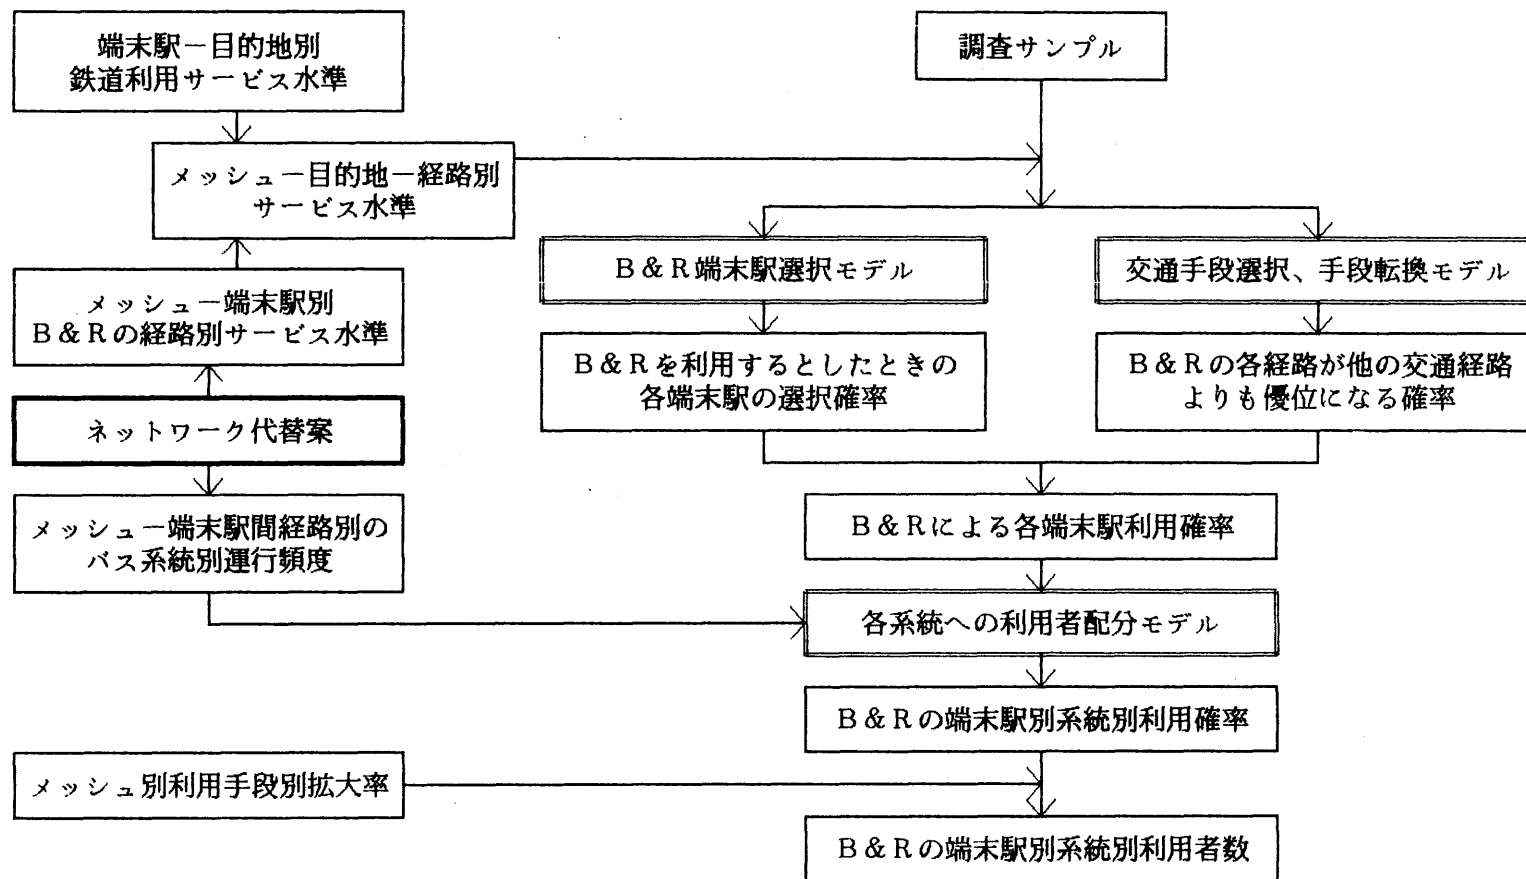 端末駅－目的地別
鉄道利用サービス水準
調査サンプル
メッシュ－目的地－経路別
サービス水準
B＆R端末駅選択モデル
交通手段選択、手段転換モデル
メッシュ－端末駅別
B＆Rの経路別サービス水準
B＆Rを利用するとしたときの
各端末駅の選択確率
B＆Rの各経路が他の交通経路
よりも優位になる確率
ネットワーク代替案
メッシュ－端末駅間経路別の
バス系統別運行頻度
B＆Rによる各端末駅利用確率
各系統への利用者配分モデル
B＆Rの端末駅別系統別利用確率
メッシュ別利用手段別拡大率
B＆Rの端末駅別系統別利用者数